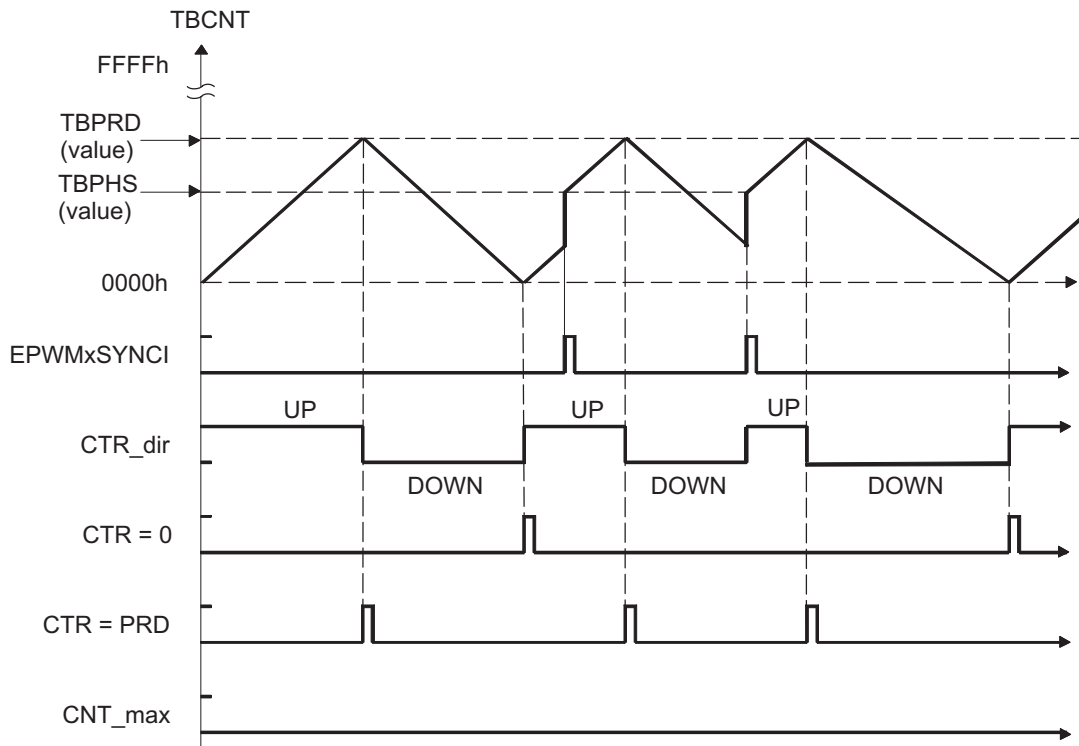 TBCNT
FFFFh
TBPRD
(value)
TBPHS
(value)
0000h
EPWMxSYNCI
UP
UP
UP
CTR_dir
DOWN
DOWN
DOWN
CTR = 0
CTR = PRD
CNT_max